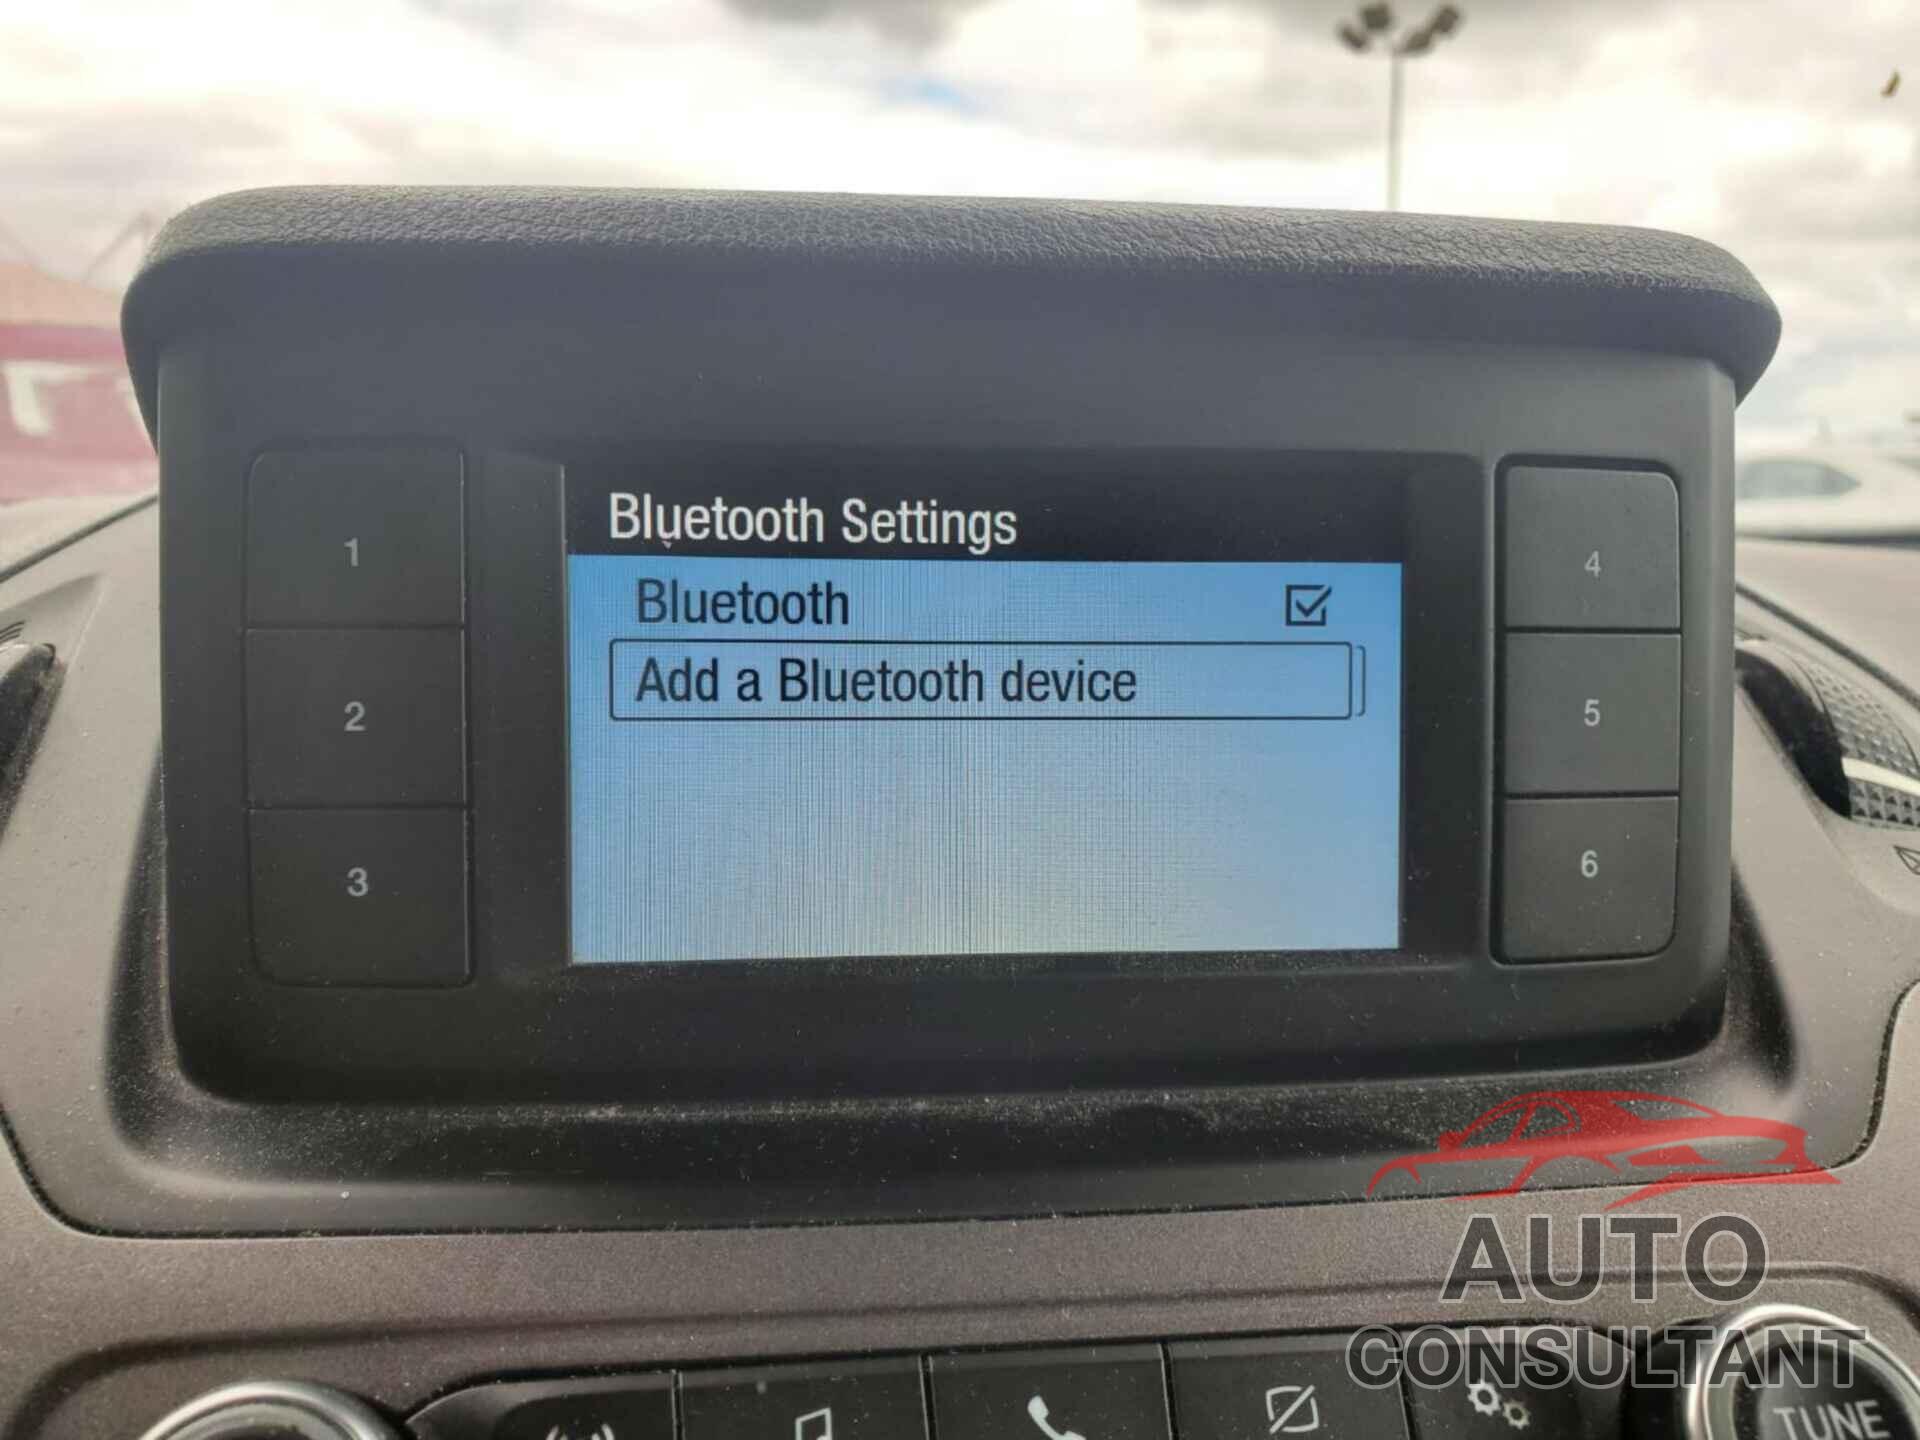 Bluetooth Settings
Bluetooth
Add a Bluetooth device
1
2
3
4
5
6
AUTO
CONSULTANT
TUNE